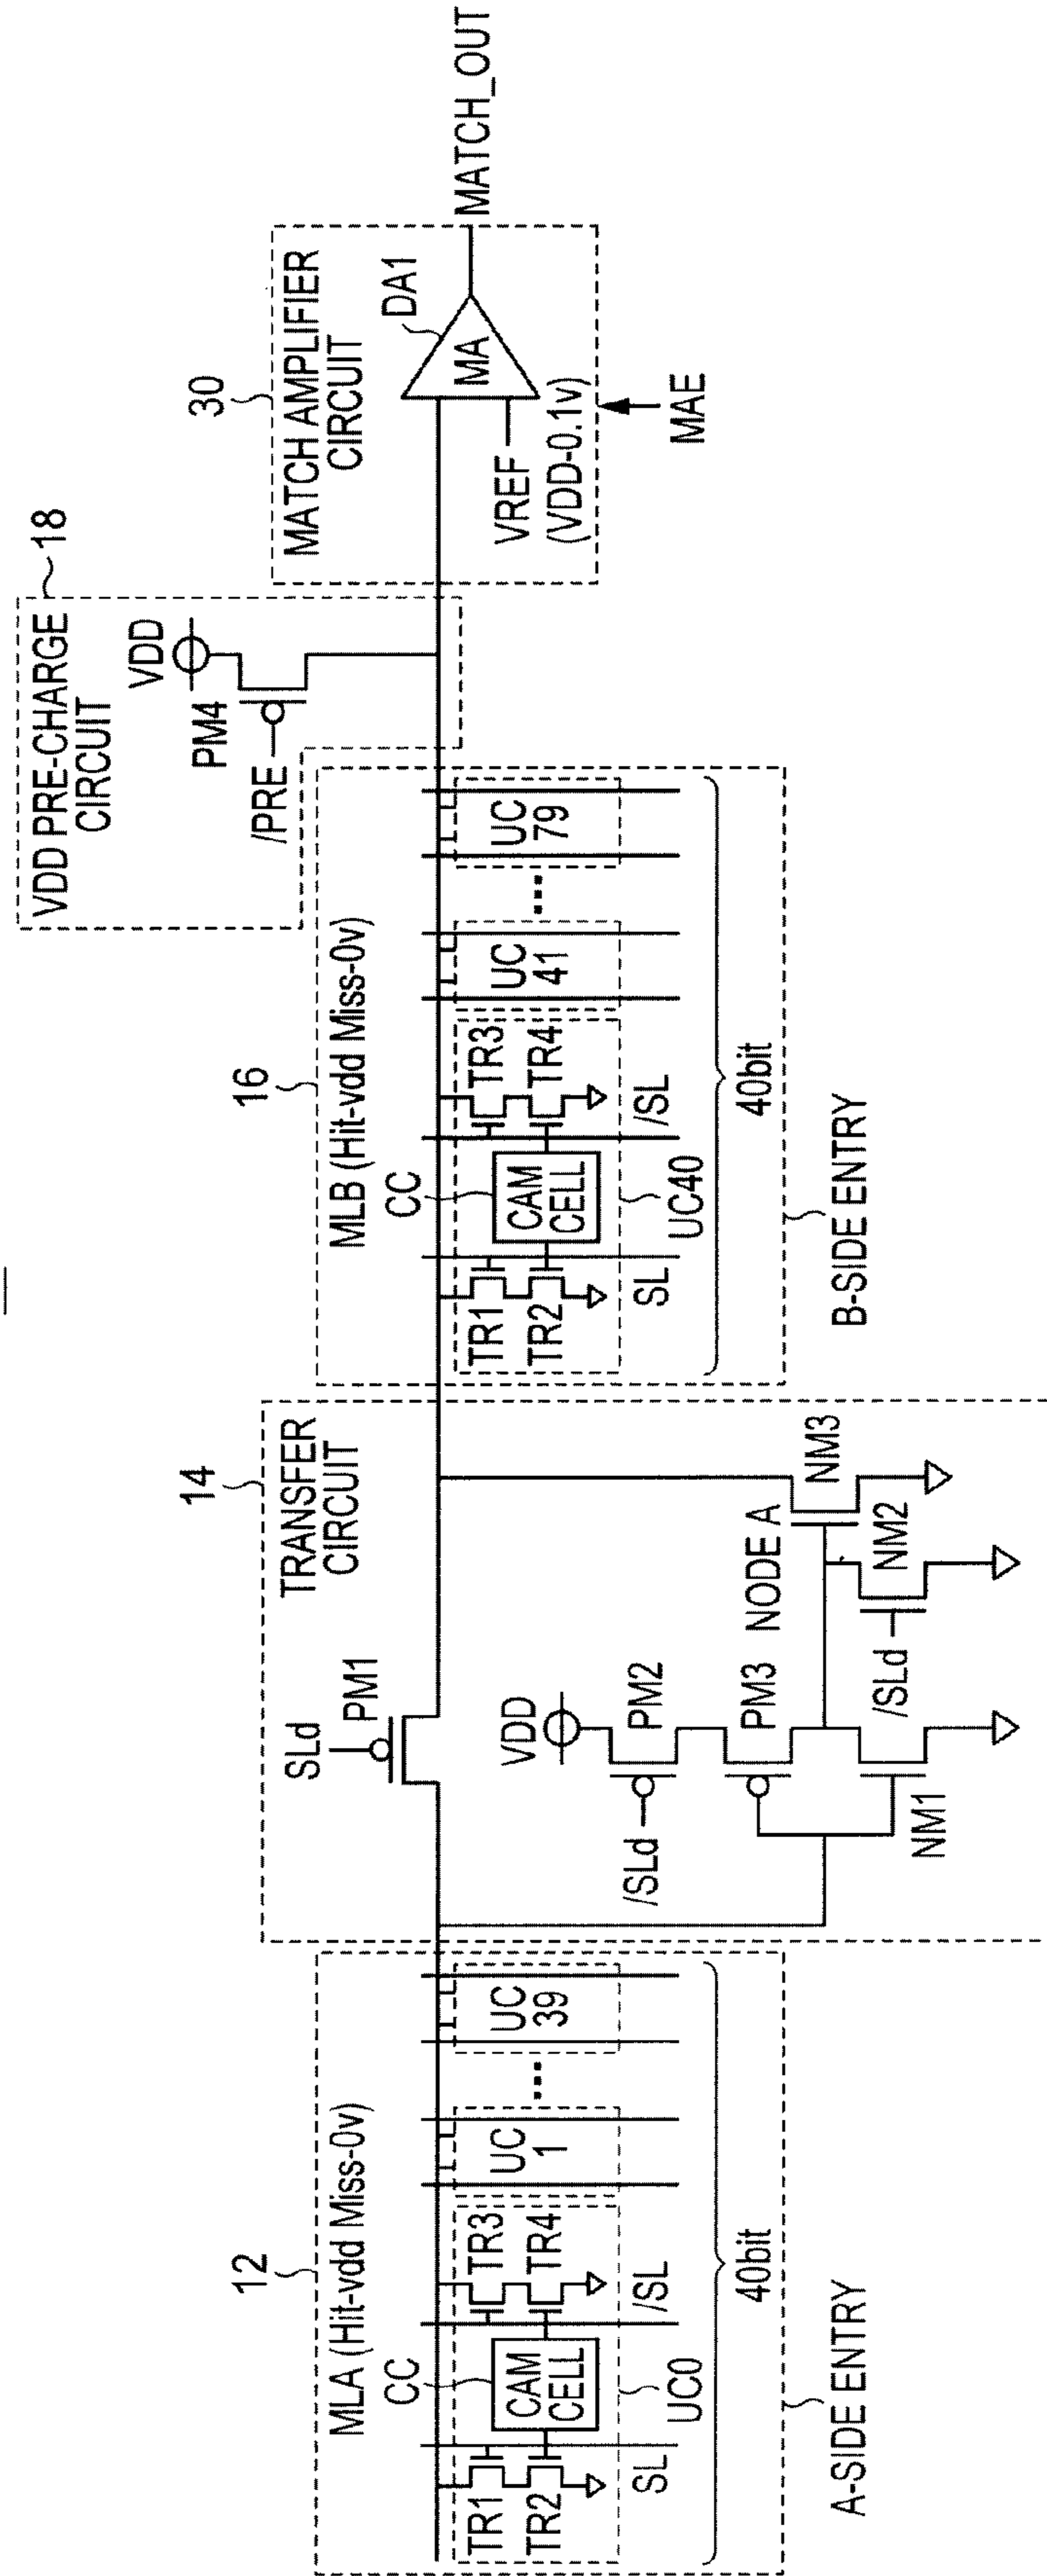 12
MLA (Hit-vdd Miss-0v)
CC
TR1
TR2
CAM
CELL
TR3
TR4
SL
/SL
UC0
UC
1
...
UC
39
40bit
A-SIDE ENTRY
14
TRANSFER
CIRCUIT
SLd
PM1
VDD
/SLd
PM2
PM3
NM1
NODE A
/SLd
NM2
NM3
16
MLB (Hit-vdd Miss-0v)
CC
TR1
TR2
CAM
CELL
TR3
TR4
SL
/SL
UC40
UC
41
...
UC
79
40bit
B-SIDE ENTRY
VDD PRE-CHARGE
CIRCUIT
18
VDD
PM4
/PRE
30
MATCH AMPLIFIER
CIRCUIT
DA1
MA
VREF
(VDD-0.1v)
MAE
MATCH_OUT